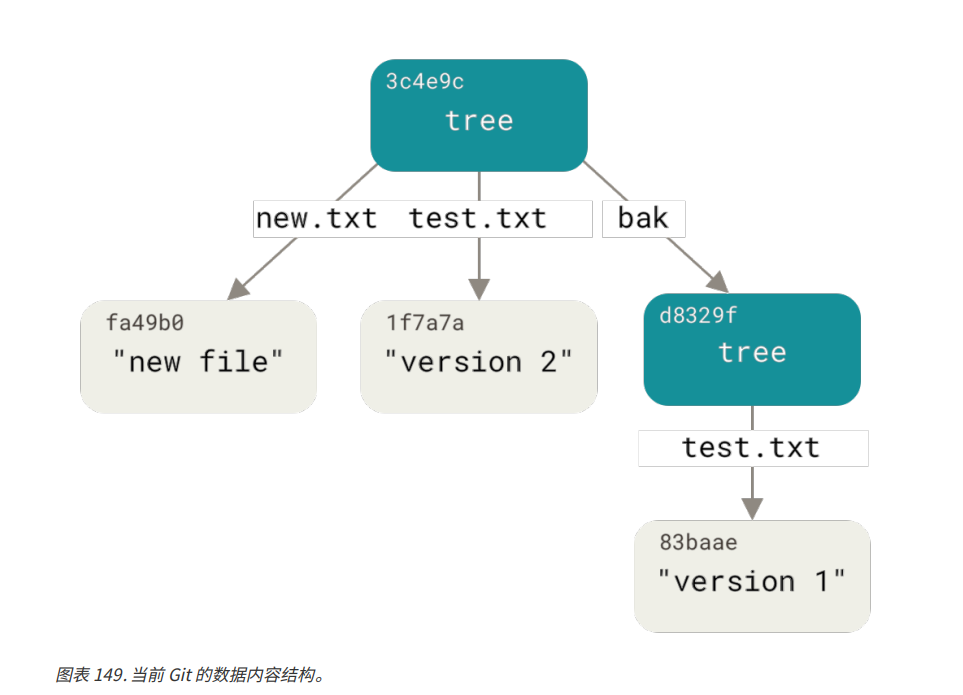 3c4e9c
tree
new.txt test.txt bak
fa49b0
"new file"
1f7a7a
"version 2"
d8329f
tree
test.txt
83baae
"version 1"
图表 149. 当前 Git 的数据内容结构。